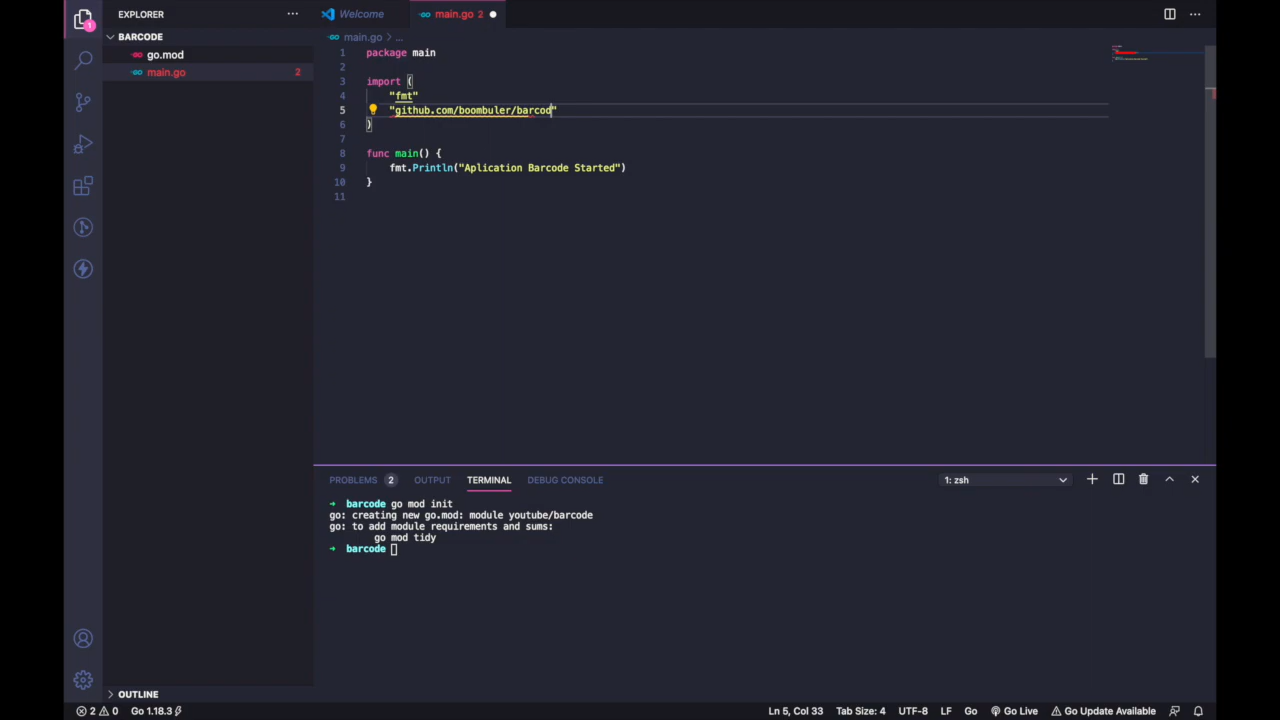 EXPLORER
Welcome
main.go 2
BARCODE
go.mod
main.go 2
main.go > ...
1 package main
2
3 import (
4 "fmt"
5 "github.com/boombuler/barcod"
6 )
7
8 func main() {
9 fmt.Println("Aplication Barcode Started")
10 }
11
1
PROBLEMS 2 OUTPUT TERMINAL DEBUG CONSOLE
1: zsh
→ barcode go mod init
go: creating new go.mod: module youtube/barcode
go: to add module requirements and sums:
go mod tidy
→ barcode
OUTLINE
2 0 Go 1.18.3 Ln 5, Col 33 Tab Size: 4 UTF-8 LF Go Go Live Go Update Available